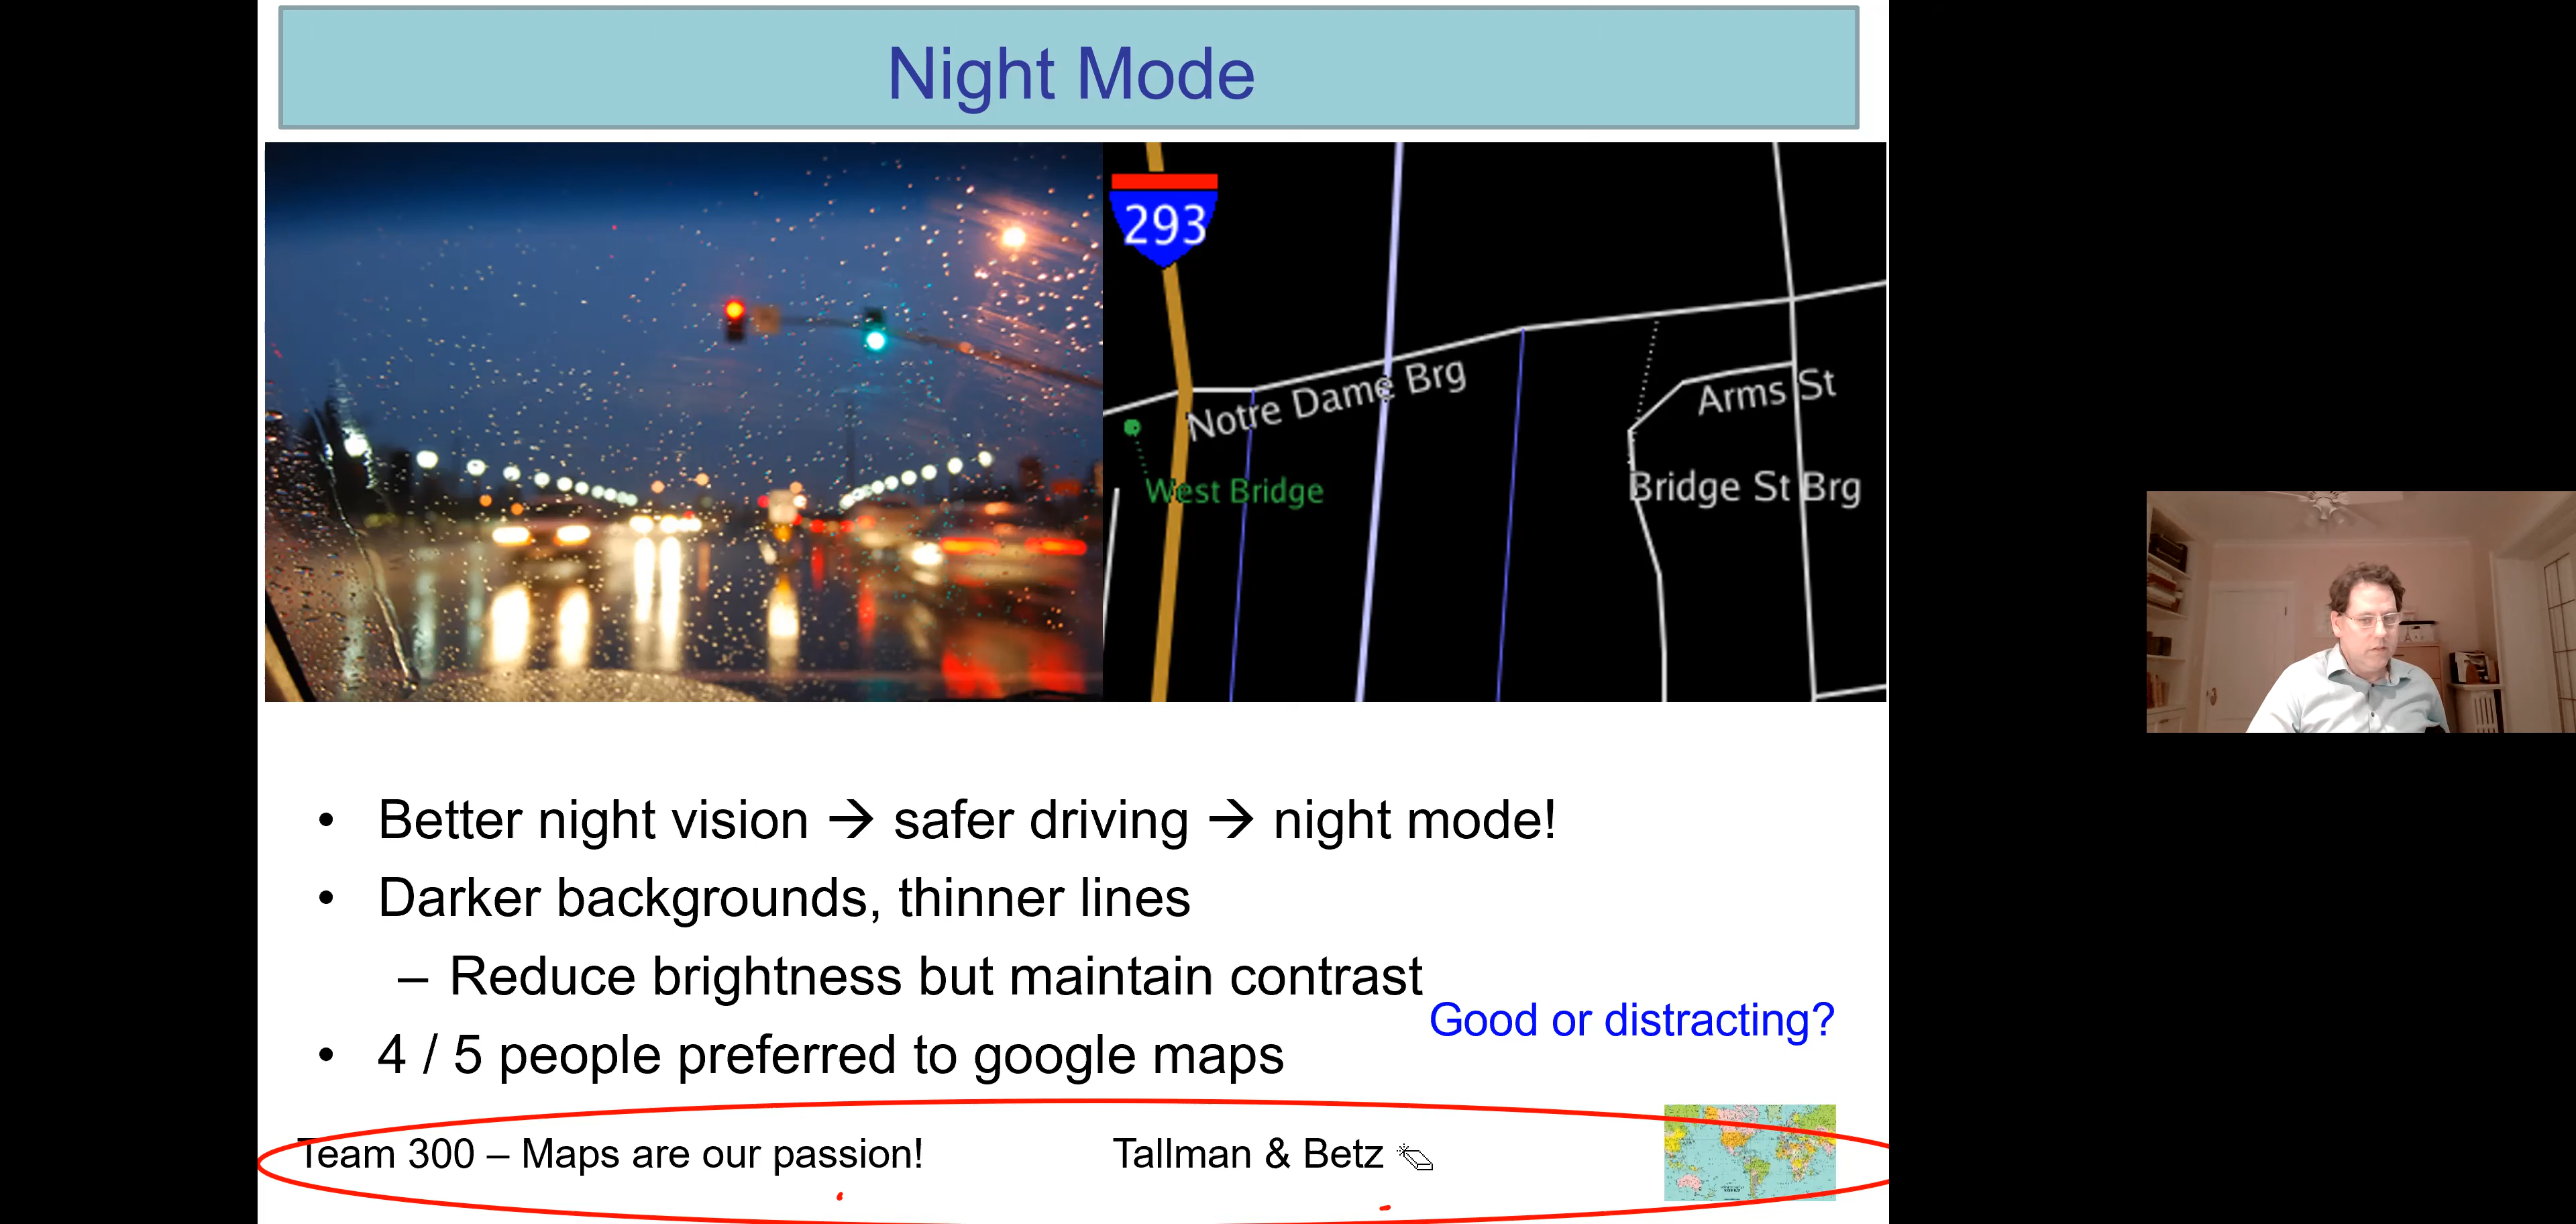 Night Mode
293
Notre Dame Brg
Arms St
West Bridge
Bridge St Brg
• Better night vision → safer driving → night mode!
• Darker backgrounds, thinner lines
– Reduce brightness but maintain contrast
Good or distracting?
• 4 / 5 people preferred to google maps
Team 300 – Maps are our passion!
Tallman & Betz